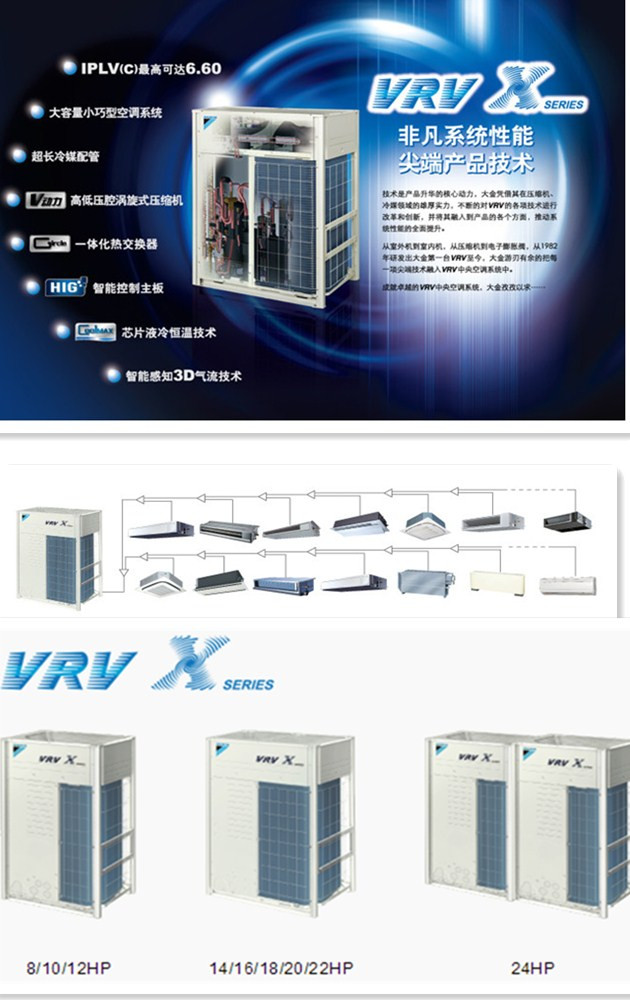 IPLV(C)最高可达6.60
大容量小巧型空调系统
超长冷媒配管
高低压腔涡旋式压缩机
一体化热交换器
HIG 智能控制主板
芯片液冷恒温技术
智能感知3D气流技术
VRV X SERIES
非凡系统性能
尖端产品技术
技术是产品升华的核心动力，大金凭借其在压缩机、
冷媒领域的雄厚实力，不断的对VRV的各项技术进行
改革和创新，并将其融入到产品的各个方面，推动系
统性能的全面提升。
从室外机到室内机，从压缩机到电子膨胀阀，从1982
年研发出大金第一台VRV至今，大金游刃有余的把每
一项尖端技术融入VRV中央空调系统中。
成就卓越的VRV中央空调系统，大金孜孜以求……
VRV X
VRV X SERIES
VRV X
VRV X
VRV X
VRV X
8/10/12HP
14/16/18/20/22HP
24HP